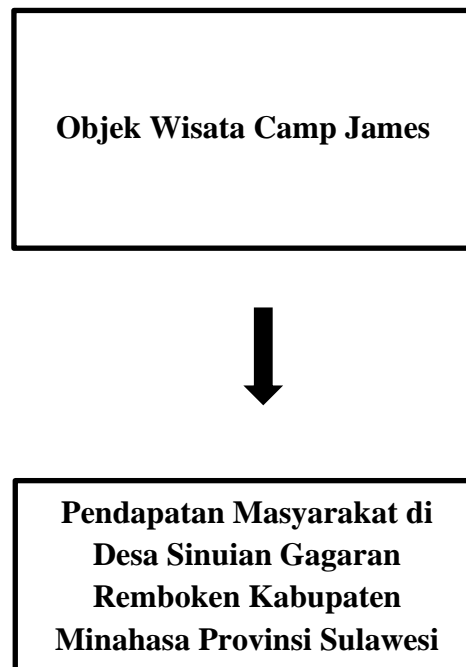 Objek Wisata Camp James
Pendapatan Masyarakat di
Desa Sinuian Gagaran
Remboken Kabupaten
Minahasa Provinsi Sulawesi